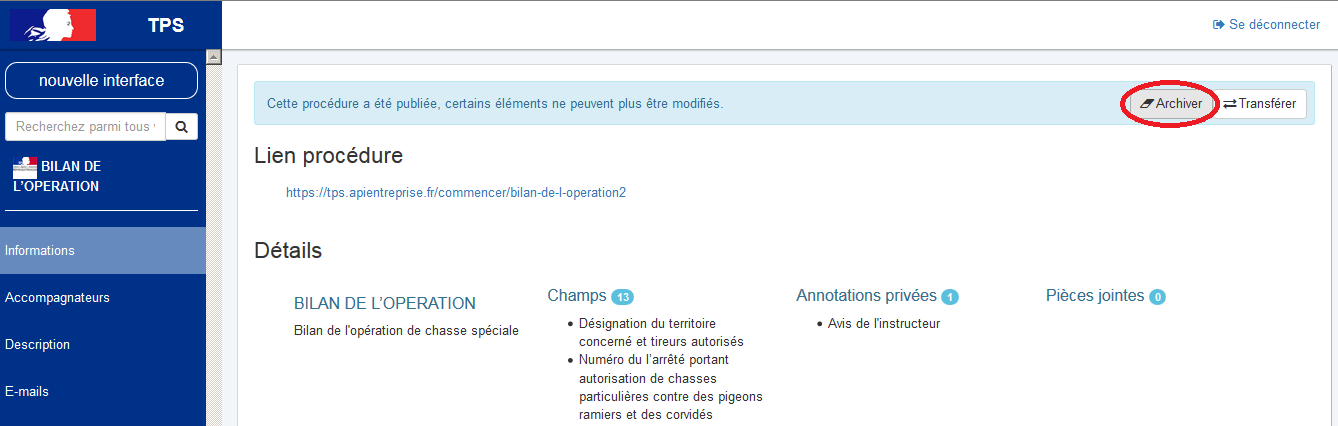 TPS
Se déconnecter
nouvelle interface
Recherchez parmi tous
BILAN DE
L'OPERATION
Informations
Accompagnateurs
Description
E-mails
Cette procédure a été publiée, certains éléments ne peuvent plus être modifiés.
Archiver
Transférer
Lien procédure
https://tps.apientreprise.fr/commencer/bilan-de-l-operation2
Détails
BILAN DE L'OPERATION
Bilan de l'opération de chasse spéciale
Champs 13
• Désignation du territoire
concerné et tireurs autorisés
• Numéro du l'arrêté portant
autorisation de chasses
particulières contre des pigeons
ramiers et des corvidés
Annotations privées 1
• Avis de l'instructeur
Pièces jointes 0